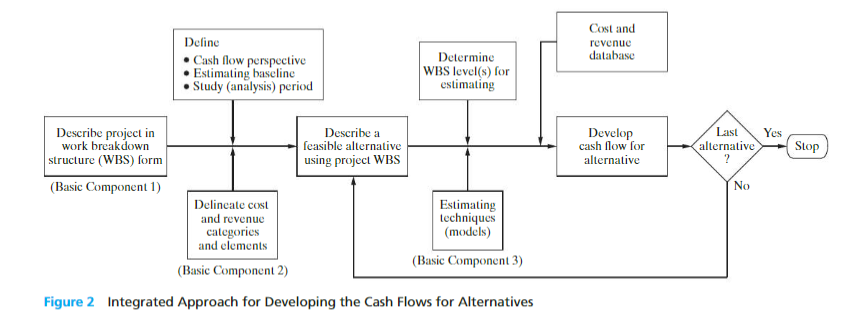 Define
• Cash flow perspective
• Estimating baseline
• Study (analysis) period
Determine
WBS level(s) for
estimating
Cost and
revenue
database
Describe project in
work breakdown
structure (WBS) form
(Basic Component 1)
Describe a
feasible alternative
using project WBS
Develop
cash flow for
alternative
Last
alternative
?
Yes
Stop
No
Delineate cost
and revenue
categories
and elements
(Basic Component 2)
Estimating
techniques
(models)
(Basic Component 3)
Figure 2 Integrated Approach for Developing the Cash Flows for Alternatives